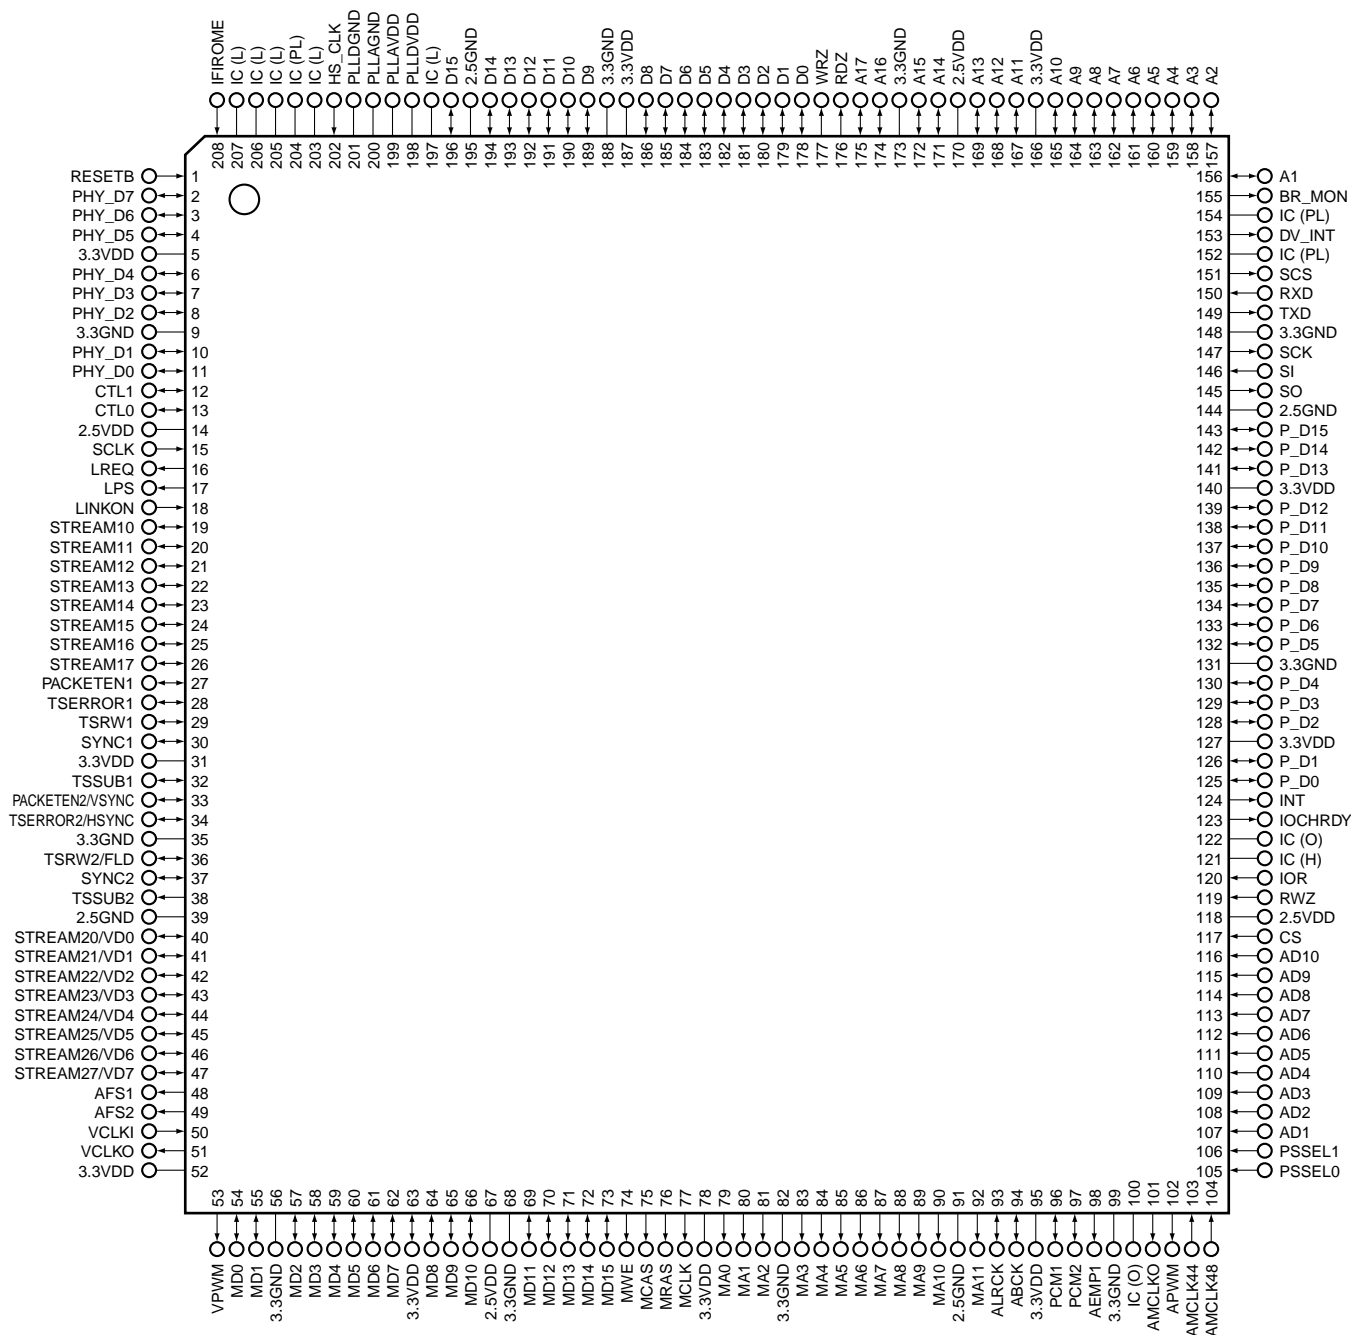 IFIROME 208
IC (L) 207
IC (L) 206
IC (L) 205
IC (PL) 204
IC (L) 203
HS_CLK 202
PLLDGND 201
PLLAGND 200
PLLAVDD 199
PLLDVDD 198
IC (L) 197
D15 196
2.5GND 195
D14 194
D13 193
D12 192
D11 191
D10 190
D9 189
3.3GND 188
3.3VDD 187
D8 186
D7 185
D6 184
D5 183
D4 182
D3 181
D2 180
D1 179
D0 178
WRZ 177
RDZ 176
A17 175
A16 174
3.3GND 173
A15 172
A14 171
2.5VDD 170
A13 169
A12 168
A11 167
3.3VDD 166
A10 165
A9 164
A8 163
A7 162
A6 161
A5 160
A4 159
A3 158
A2 157
RESETB 1
PHY_D7 2
PHY_D6 3
PHY_D5 4
3.3VDD 5
PHY_D4 6
PHY_D3 7
PHY_D2 8
3.3GND 9
PHY_D1 10
PHY_D0 11
CTL1 12
CTL0 13
2.5VDD 14
SCLK 15
LREQ 16
LPS 17
LINKON 18
STREAM10 19
STREAM11 20
STREAM12 21
STREAM13 22
STREAM14 23
STREAM15 24
STREAM16 25
STREAM17 26
PACKETEN1 27
TSERROR1 28
TSRW1 29
SYNC1 30
3.3VDD 31
TSSUB1 32
PACKETEN2/VSYNC 33
TSERROR2/HSYNC 34
3.3GND 35
TSRW2/FLD 36
SYNC2 37
TSSUB2 38
2.5GND 39
STREAM20/VD0 40
STREAM21/VD1 41
STREAM22/VD2 42
STREAM23/VD3 43
STREAM24/VD4 44
STREAM25/VD5 45
STREAM26/VD6 46
STREAM27/VD7 47
AFS1 48
AFS2 49
VCLKI 50
VCLKO 51
3.3VDD 52
156 A1
155 BR_MON
154 IC (PL)
153 DV_INT
152 IC (PL)
151 SCS
150 RXD
149 TXD
148 3.3GND
147 SCK
146 SI
145 SO
144 2.5GND
143 P_D15
142 P_D14
141 P_D13
140 3.3VDD
139 P_D12
138 P_D11
137 P_D10
136 P_D9
135 P_D8
134 P_D7
133 P_D6
132 P_D5
131 3.3GND
130 P_D4
129 P_D3
128 P_D2
127 3.3VDD
126 P_D1
125 P_D0
124 INT
123 IOCHRDY
122 IC (O)
121 IC (H)
120 IOR
119 RWZ
118 2.5VDD
117 CS
116 AD10
115 AD9
114 AD8
113 AD7
112 AD6
111 AD5
110 AD4
109 AD3
108 AD2
107 AD1
106 PSSEL1
105 PSSEL0
53 VPWM
54 MD0
55 MD1
56 3.3GND
57 MD2
58 MD3
59 MD4
60 MD5
61 MD6
62 MD7
63 3.3VDD
64 MD8
65 MD9
66 MD10
67 2.5VDD
68 3.3GND
69 MD11
70 MD12
71 MD13
72 MD14
73 MD15
74 MWE
75 MCAS
76 MRAS
77 MCLK
78 3.3VDD
79 MA0
80 MA1
81 MA2
82 3.3GND
83 MA3
84 MA4
85 MA5
86 MA6
87 MA7
88 MA8
89 MA9
90 MA10
91 2.5GND
92 MA11
93 ALRCK
94 ABCK
95 3.3VDD
96 PCM1
97 PCM2
98 AEMP1
99 3.3GND
100 IC (O)
101 AMCLKO
102 APWM
103 AMCLK44
104 AMCLK48